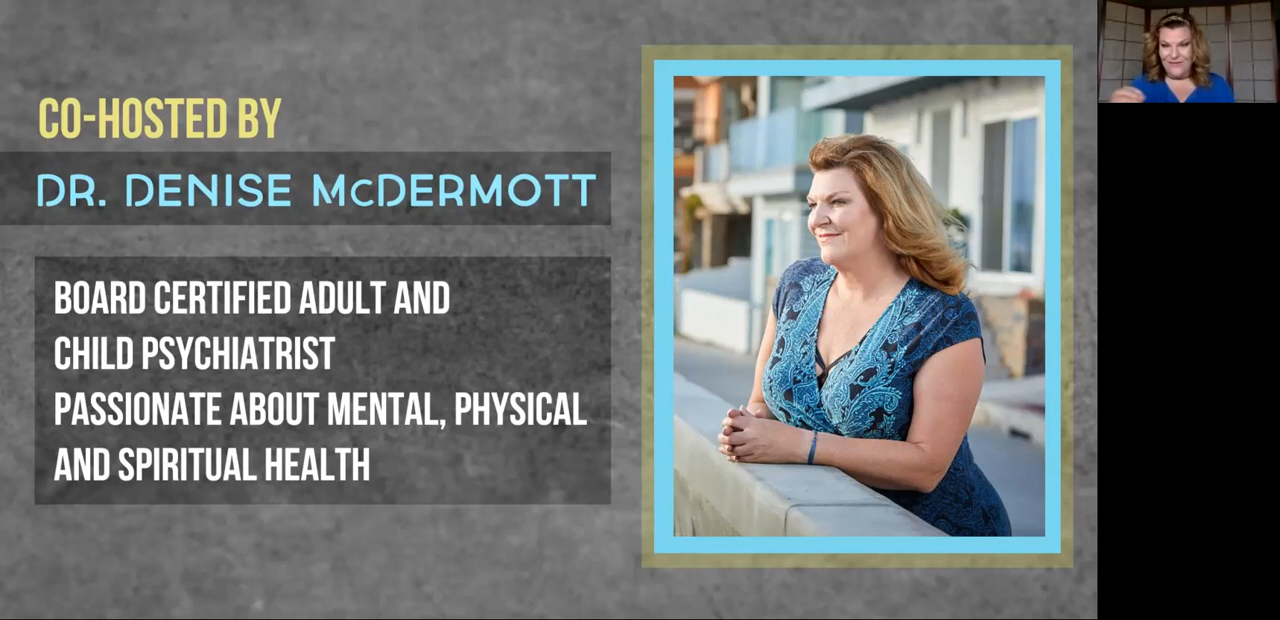 CO-HOSTED BY
DR. DENISE McDERMOTT
BOARD CERTIFIED ADULT AND
CHILD PSYCHIATRIST
PASSIONATE ABOUT MENTAL, PHYSICAL
AND SPIRITUAL HEALTH